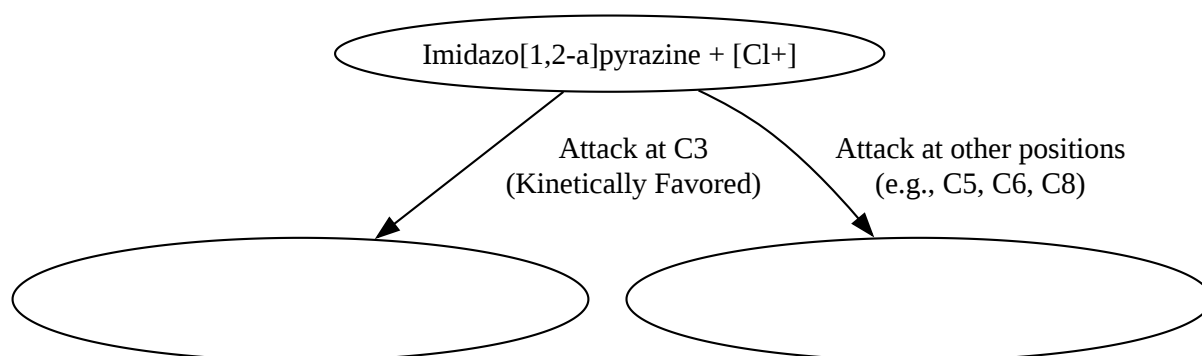 Imidazo[1,2-a]pyrazine + [Cl+]
Attack at C3
(Kinetically Favored)
Attack at other positions
(e.g., C5, C6, C8)